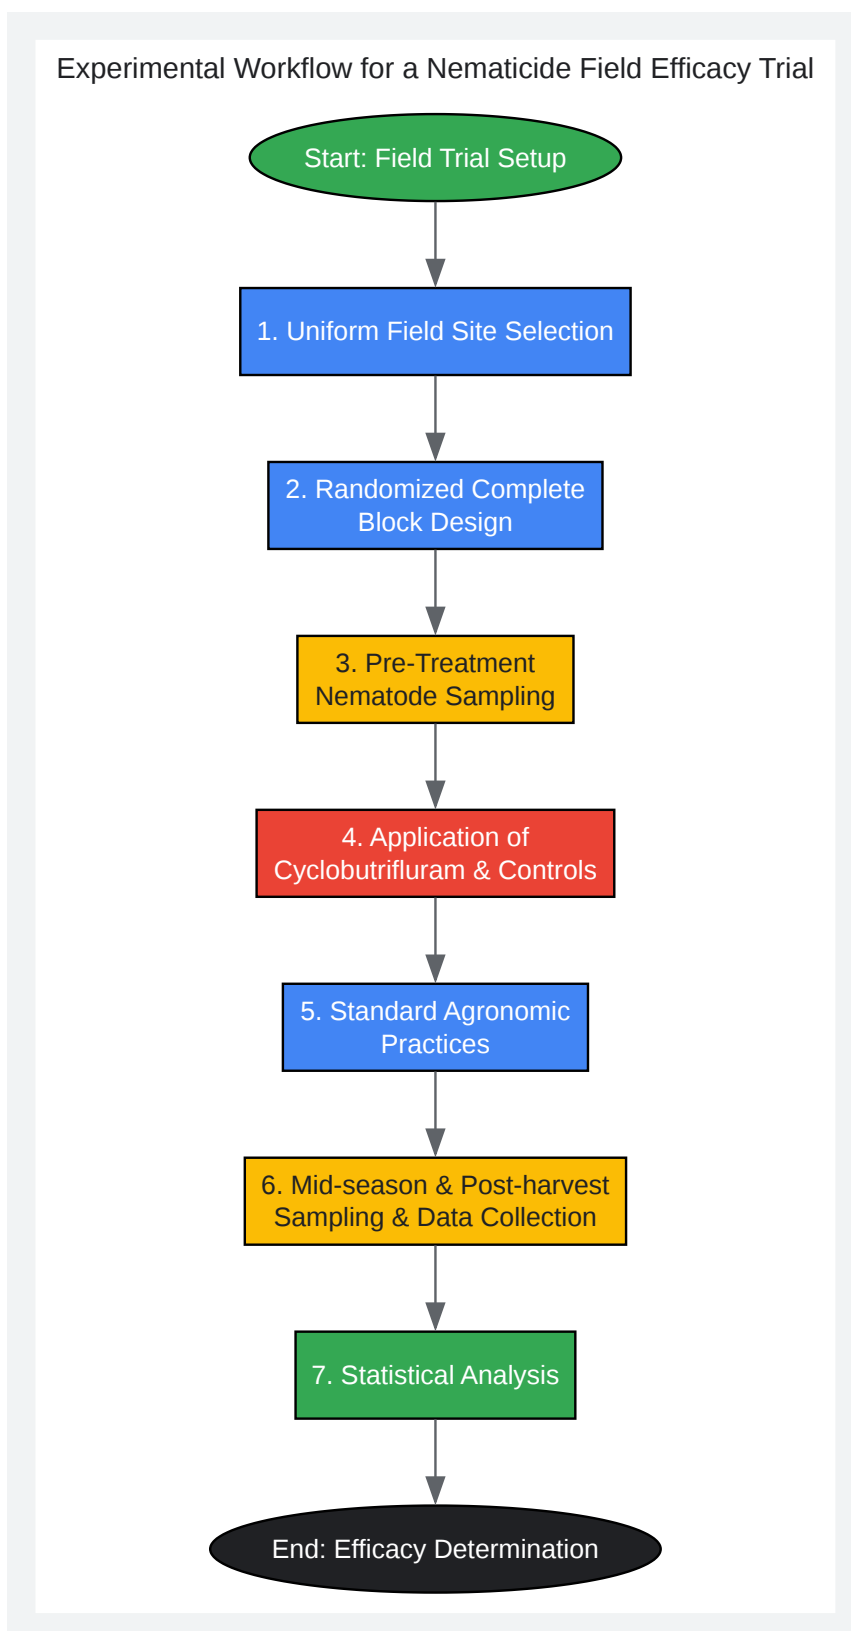 Experimental Workflow for a Nematicide Field Efficacy Trial
Start: Field Trial Setup
1. Uniform Field Site Selection
2. Randomized Complete
Block Design
3. Pre-Treatment
Nematode Sampling
4. Application of
Cyclobutrifluram & Controls
5. Standard Agronomic
Practices
6. Mid-season & Post-harvest
Sampling & Data Collection
7. Statistical Analysis
End: Efficacy Determination